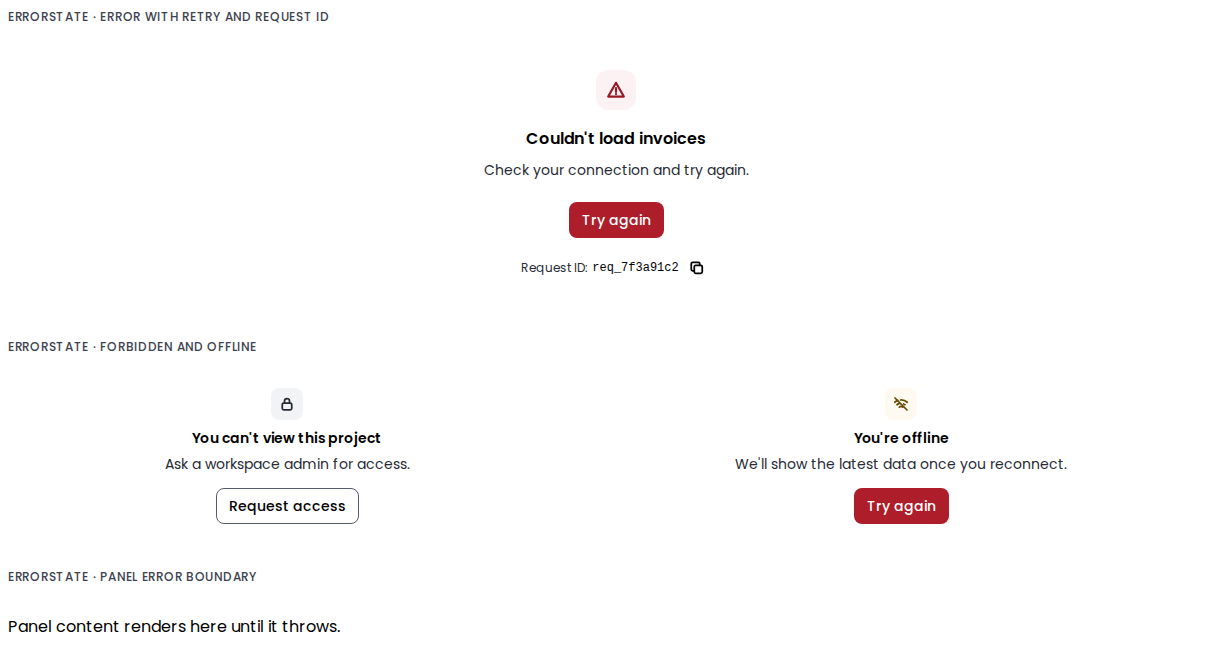 ERRORSTATE · ERROR WITH RETRY AND REQUEST ID
Couldn't load invoices
Check your connection and try again.
Try again
Request ID: req_7f3a91c2
ERRORSTATE · FORBIDDEN AND OFFLINE
You can't view this project
Ask a workspace admin for access.
Request access
You're offline
We'll show the latest data once you reconnect.
Try again
ERRORSTATE · PANEL ERROR BOUNDARY
Panel content renders here until it throws.